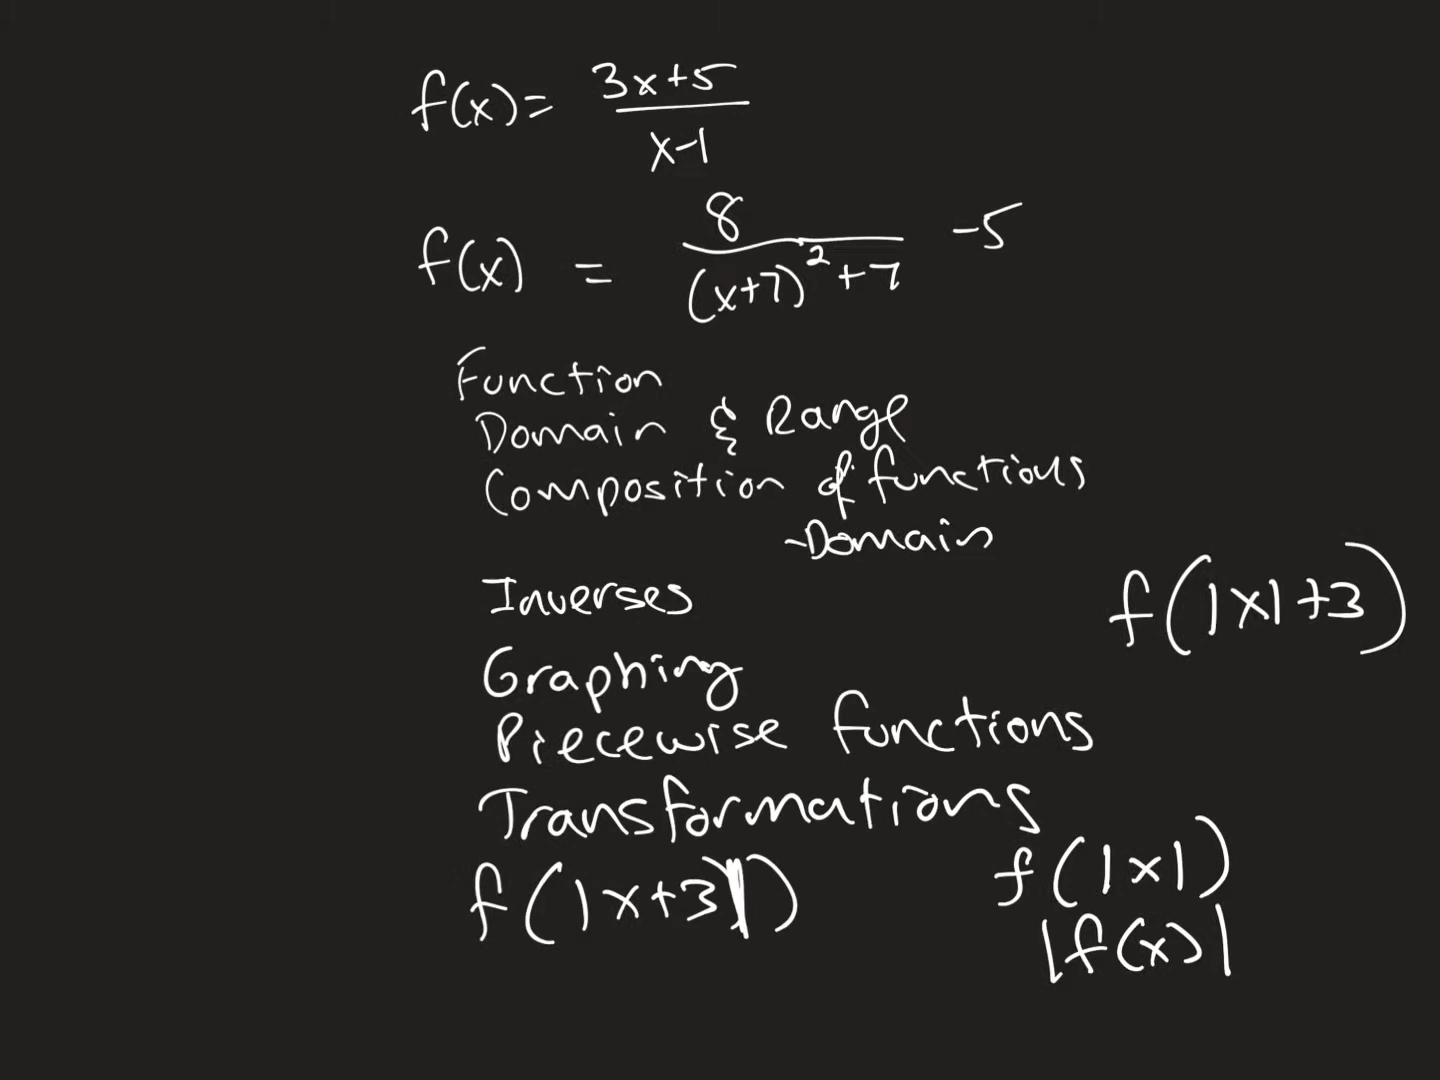 f(x) = 3x+5 / x-1
f(x) = 8 / (x+7)² + 7 - 5
Function
Domain & Range
Composition of functions
- Domain
Inverses
f(|x|+3)
Graphing
Piecewise functions
Transformations
f(|x+3|)
f(|x|)
|f(x)|